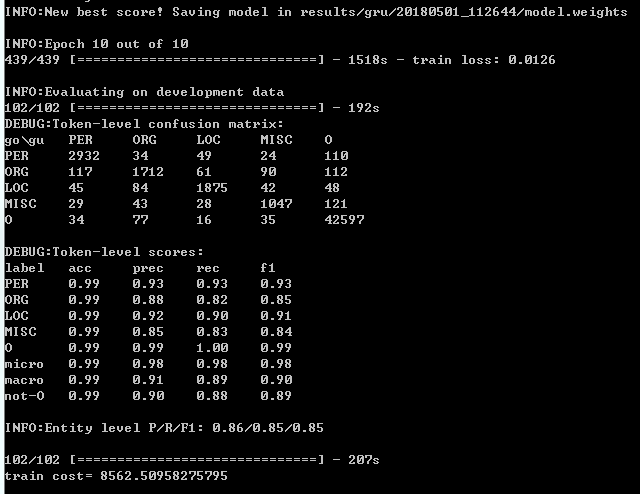 INFO:New best score! Saving model in results/gru/20180501_112644/model.weights
INFO:Epoch 10 out of 10
439/439 [==============================] - 1518s - train loss: 0.0126
INFO:Evaluating on development data
102/102 [==============================] - 192s
DEBUG:Token-level confusion matrix:
go\gu PER ORG LOC MISC O
PER 2932 34 49 24 110
ORG 117 1712 61 90 112
LOC 45 84 1875 42 48
MISC 29 43 28 1047 121
O 34 77 16 35 42597
DEBUG:Token-level scores:
label acc prec rec f1
PER 0.99 0.93 0.93 0.93
ORG 0.99 0.88 0.82 0.85
LOC 0.99 0.92 0.90 0.91
MISC 0.99 0.85 0.83 0.84
O 0.99 0.99 1.00 0.99
micro 0.99 0.98 0.98 0.98
macro 0.99 0.91 0.89 0.90
not-O 0.99 0.90 0.88 0.89
INFO:Entity level P/R/F1: 0.86/0.85/0.85
102/102 [==============================] - 207s
train cost= 8562.50958275795